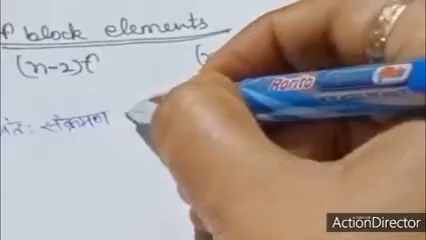 f block elements
(n-2)f
अंत: संक्रमण
Rorito
ActionDirector